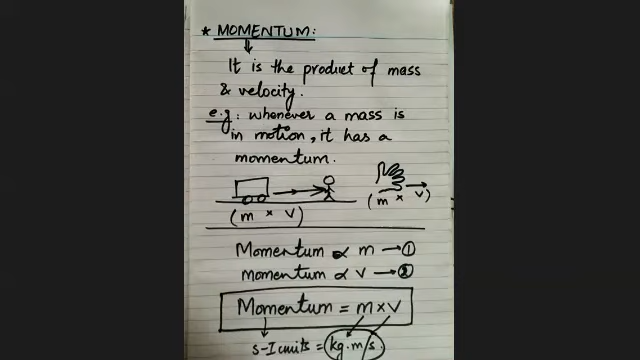 * MOMENTUM:
It is the product of mass
& velocity.
e.g: whenever a mass is
in motion, it has a
momentum.
(m × v)
(m × v)
Momentum ∝ m → ①
momentum ∝ v → ②
Momentum = m × v
S-I units = kg.m/s.